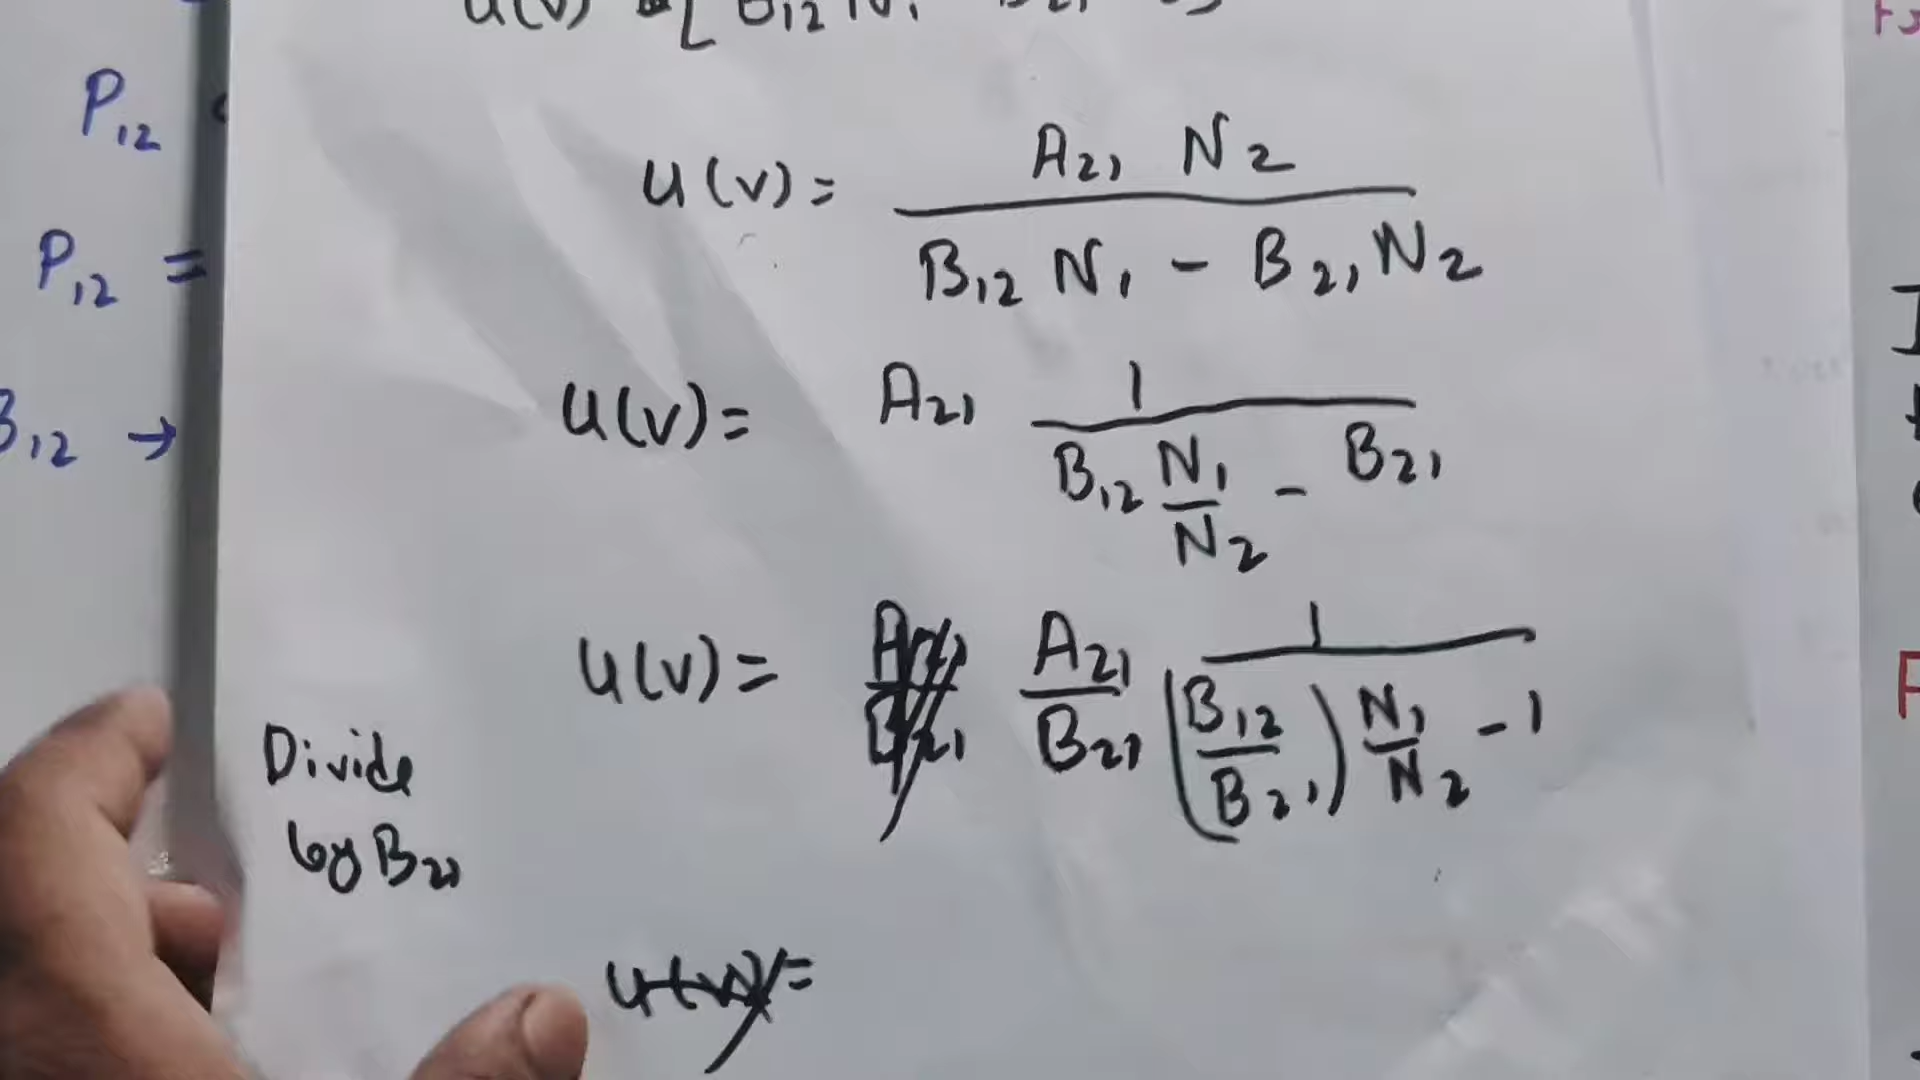 P₁₂
P₁₂ =
B₁₂ →
u(v) = A₂₁ N₂ / B₁₂ N₁ - B₂₁ N₂
u(v) = A₂₁ 1 / B₁₂ N₁/N₂ - B₂₁
u(v) = A₂₁/B₂₁ 1 / (B₁₂/B₂₁) N₁/N₂ - 1
Divide
by B₂₁
u(v) =